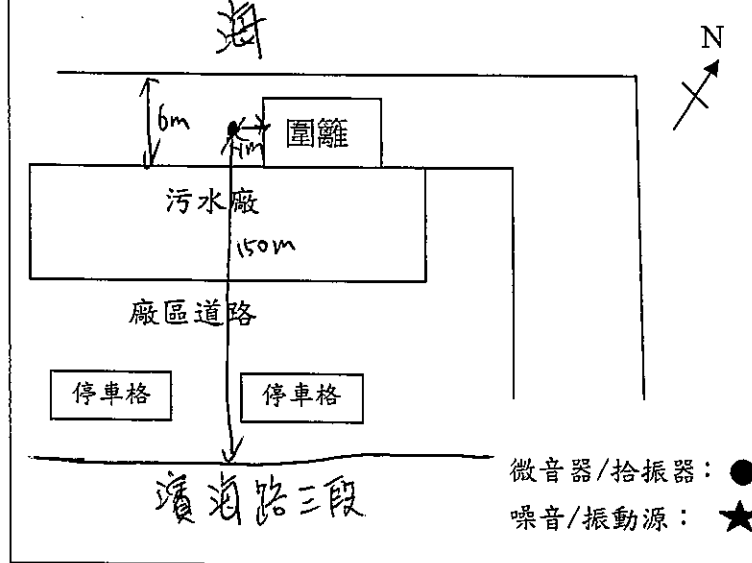 海
N
6m
1m
圍籬
污水廠
150m
廠區道路
停車格
停車格
濱海路三段
微音器/拾振器：●
噪音/振動源：★